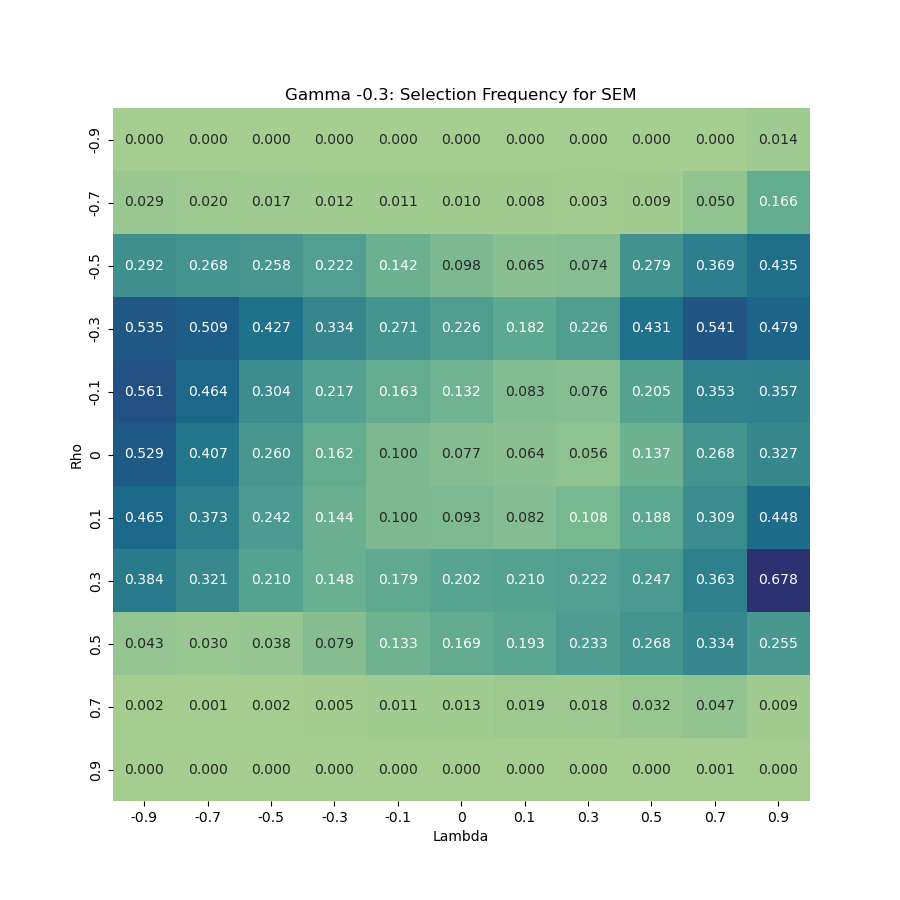 Gamma -0.3: Selection Frequency for SEM
-0.9 0.000 0.000 0.000 0.000 0.000 0.000 0.000 0.000 0.000 0.000 0.014
-0.7 0.029 0.020 0.017 0.012 0.011 0.010 0.008 0.003 0.009 0.050 0.166
-0.5 0.292 0.268 0.258 0.222 0.142 0.098 0.065 0.074 0.279 0.369 0.435
-0.3 0.535 0.509 0.427 0.334 0.271 0.226 0.182 0.226 0.431 0.541 0.479
-0.1 0.561 0.464 0.304 0.217 0.163 0.132 0.083 0.076 0.205 0.353 0.357
Rho
0 0.529 0.407 0.260 0.162 0.100 0.077 0.064 0.056 0.137 0.268 0.327
0.1 0.465 0.373 0.242 0.144 0.100 0.093 0.082 0.108 0.188 0.309 0.448
0.3 0.384 0.321 0.210 0.148 0.179 0.202 0.210 0.222 0.247 0.363 0.678
0.5 0.043 0.030 0.038 0.079 0.133 0.169 0.193 0.233 0.268 0.334 0.255
0.7 0.002 0.001 0.002 0.005 0.011 0.013 0.019 0.018 0.032 0.047 0.009
0.9 0.000 0.000 0.000 0.000 0.000 0.000 0.000 0.000 0.000 0.001 0.000
-0.9 -0.7 -0.5 -0.3 -0.1 0 0.1 0.3 0.5 0.7 0.9
Lambda